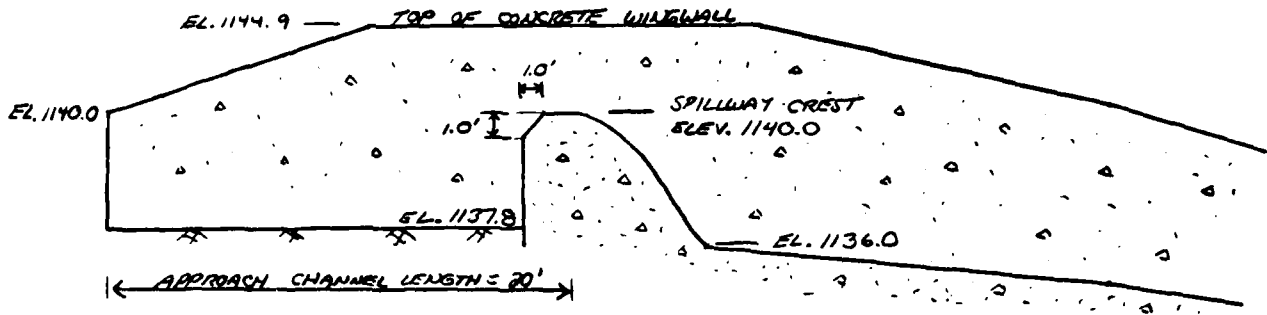 EL. 1144.9
TOP OF CONCRETE WINGWALL
1.0'
EL. 1140.0
SPILLWAY CREST
ELEV. 1140.0
1.0'
EL. 1137.8
EL. 1136.0
APPROACH CHANNEL LENGTH = 20'